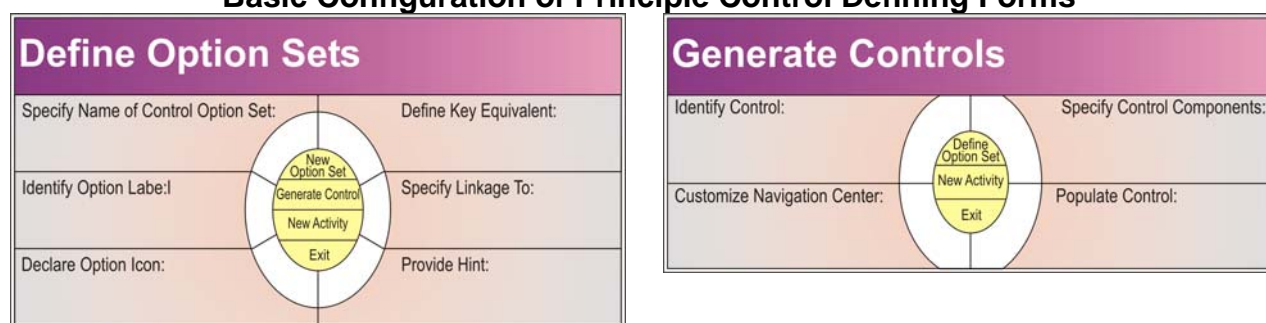 Basic Configuration of Principle Control Defining Forms
Define Option Sets
Specify Name of Control Option Set:
Define Key Equivalent:
New
Option Set
Identify Option Labe:l
Generate Control
Specify Linkage To:
New Activity
Exit
Declare Option Icon:
Provide Hint:
Generate Controls
Identify Control:
Specify Control Components:
Define
Option Set
New Activity
Customize Navigation Center:
Exit
Populate Control: